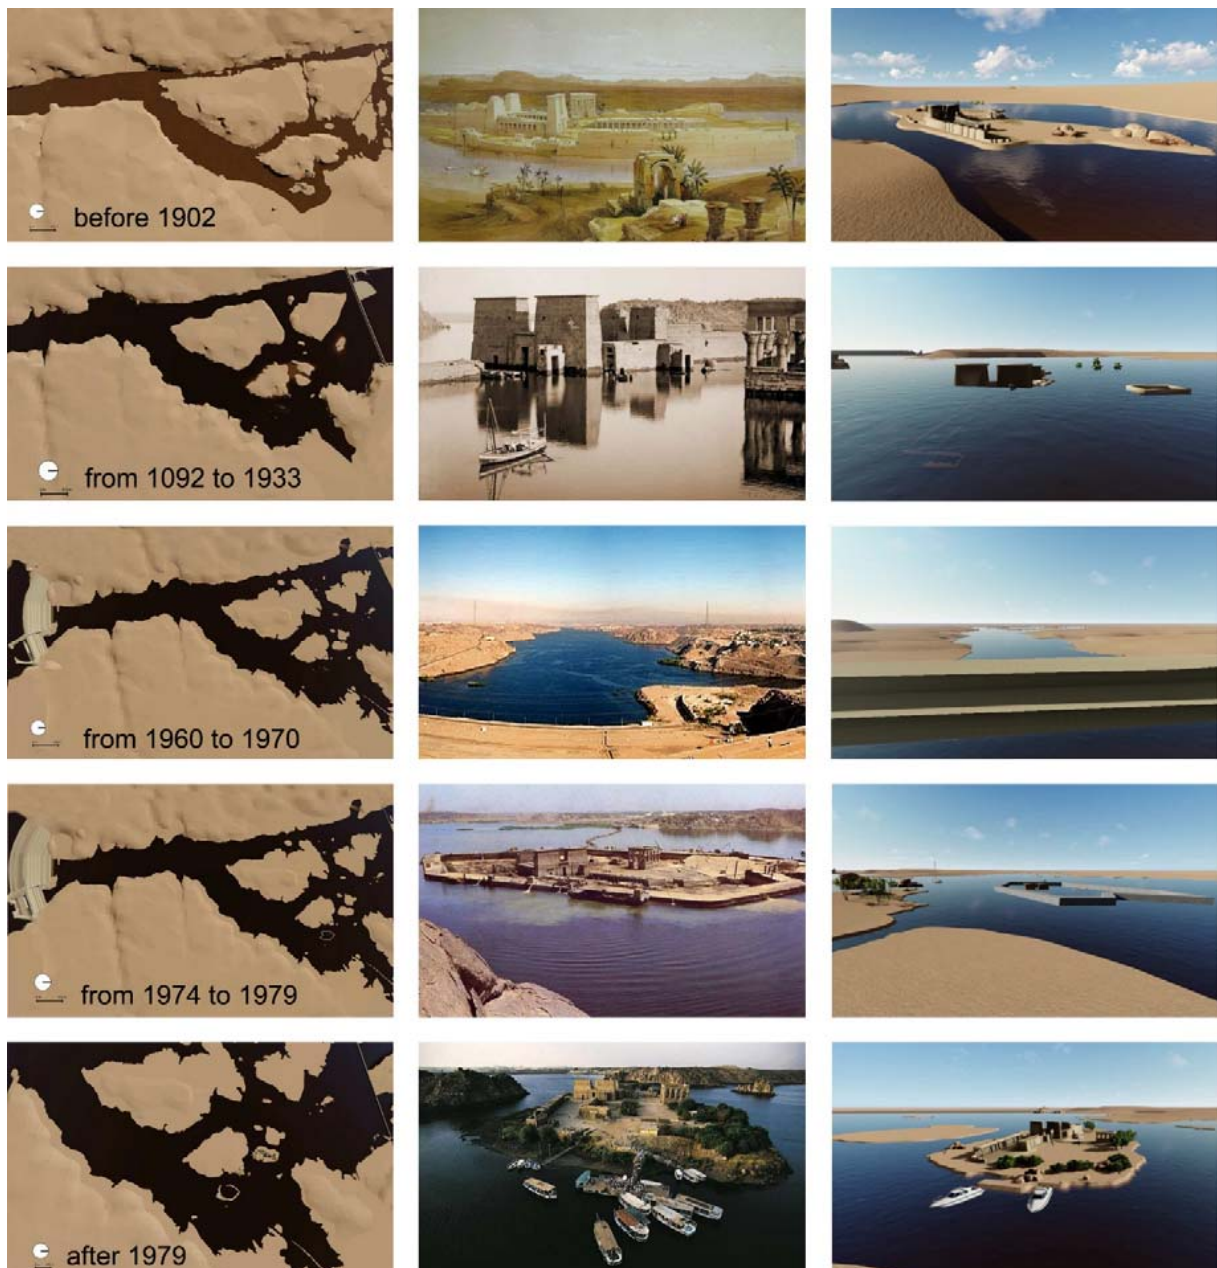 before 1902
from 1092 to 1933
from 1960 to 1970
from 1974 to 1979
after 1979